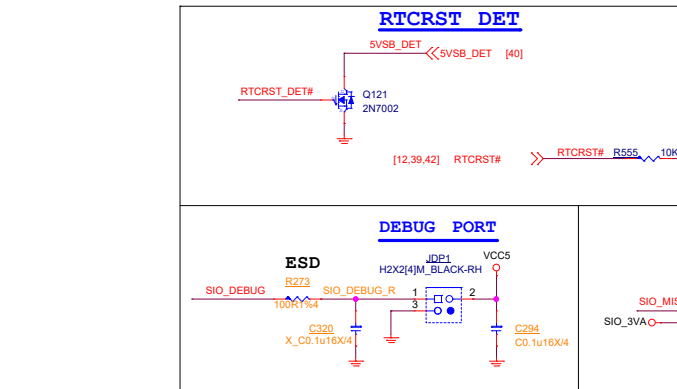 RTCRST DET
5VSB_DET
5VSB_DET [40]
RTCRST_DET#
Q121
2N7002
[12,39,42] RTCRST#
RTCRST# R555 10K
DEBUG PORT
ESD
JDP1
VCC5
H2X2[4]M_BLACK-RH
R273
SIO_DEBUG
SIO_DEBUG_R
1
2
100R1%4
3
SIO_MIS
SIO_3VA
C320
X_C0.1u16X/4
C294
C0.1u16X/4